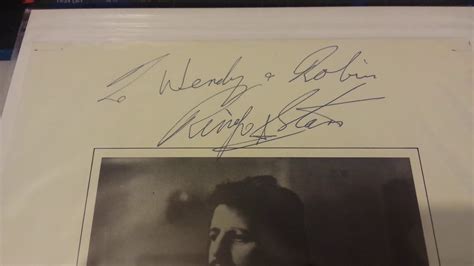 To Wendy & Robin
Ringo Starr